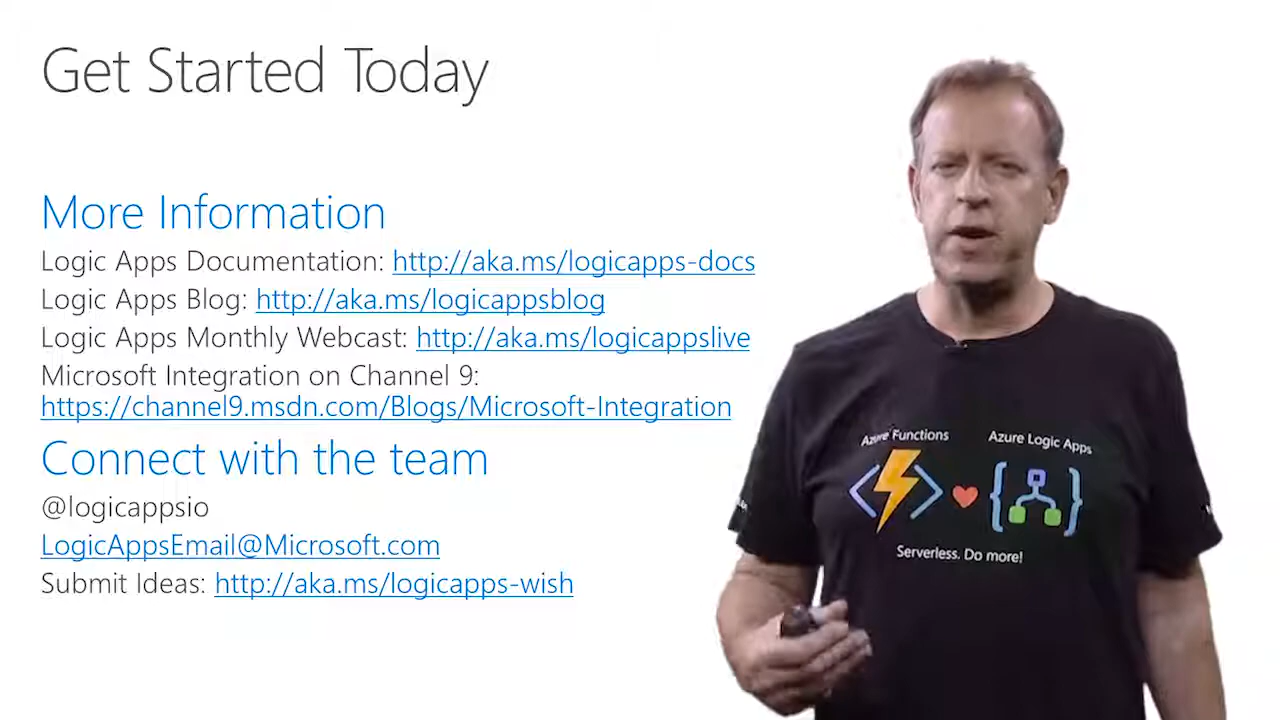 Get Started Today
More Information
Logic Apps Documentation: http://aka.ms/logicapps-docs
Logic Apps Blog: http://aka.ms/logicappsblog
Logic Apps Monthly Webcast: http://aka.ms/logicappslive
Microsoft Integration on Channel 9:
https://channel9.msdn.com/Blogs/Microsoft-Integration
Connect with the team
@logicappsio
LogicAppsEmail@Microsoft.com
Submit Ideas: http://aka.ms/logicapps-wish
Azure Functions
Azure Logic Apps
Serverless. Do more!